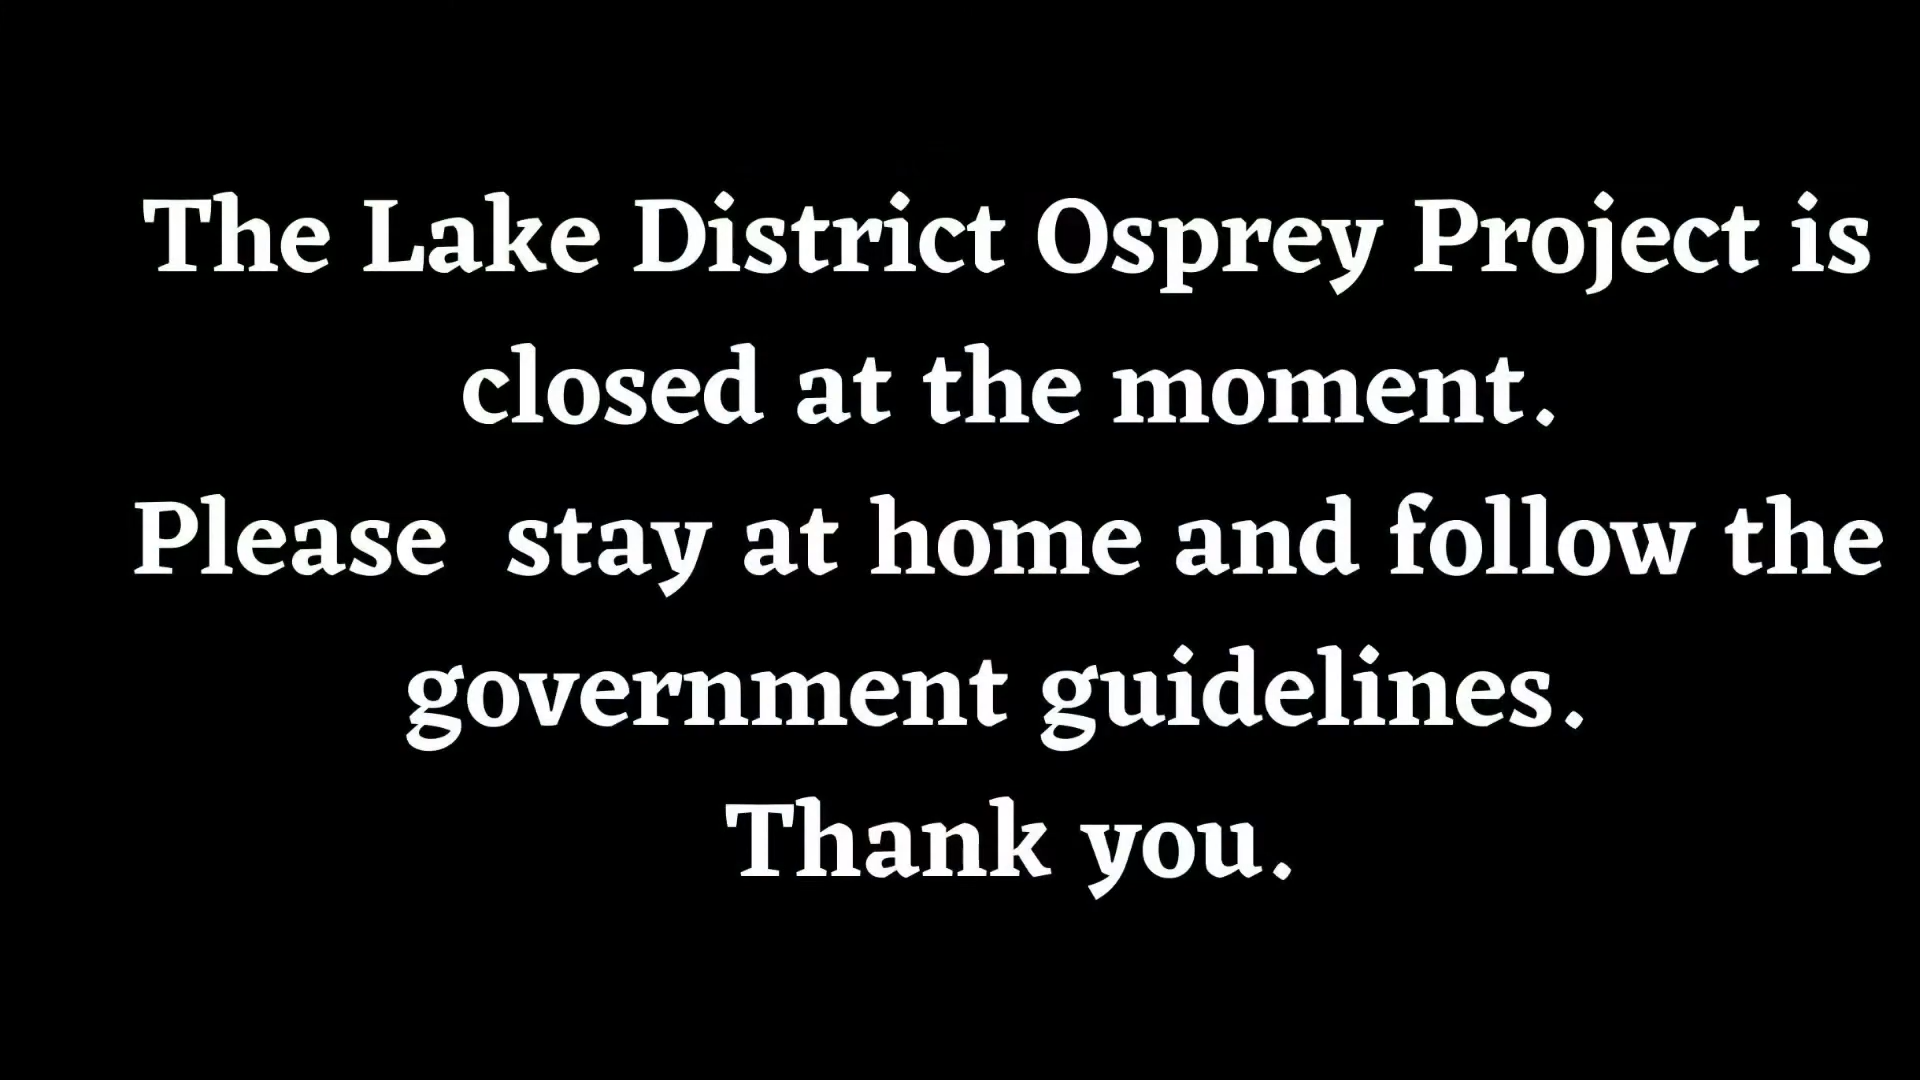 The Lake District Osprey Project is
closed at the moment.
Please  stay at home and follow the
government guidelines.
Thank you.